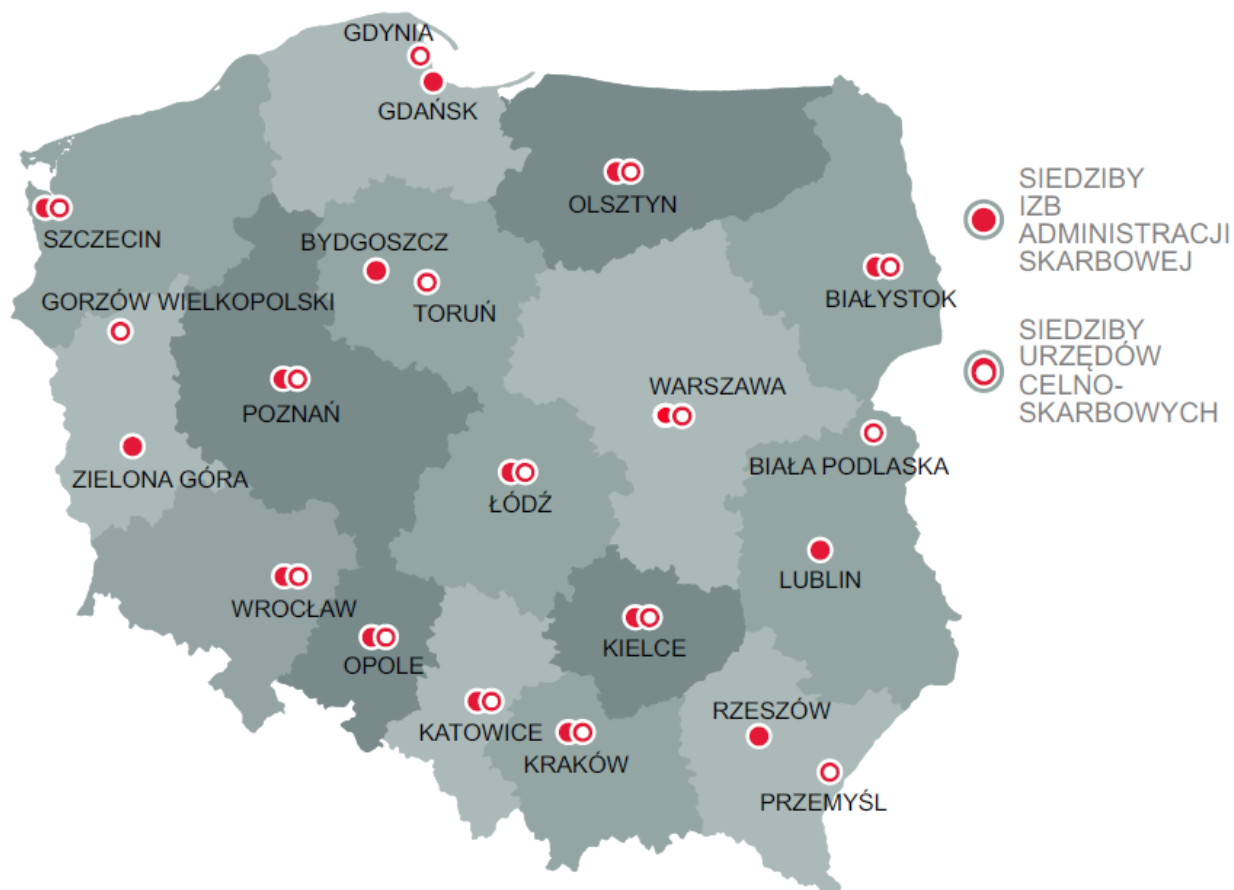 GDYNIA
GDAŃSK
OLSZTYN
SZCZECIN
BYDGOSZCZ
TORUŃ
BIAŁYSTOK
GORZÓW WIELKOPOLSKI
POZNAŃ
WARSZAWA
ZIELONA GÓRA
BIAŁA PODLASKA
ŁÓDŹ
LUBLIN
WROCŁAW
OPOLE
KIELCE
KATOWICE
KRAKÓW
RZESZÓW
PRZEMYŚL
SIEDZIBY
IZB
ADMINISTRACJI
SKARBOWEJ
SIEDZIBY
URZĘDÓW
CELNO-
SKARBOWYCH